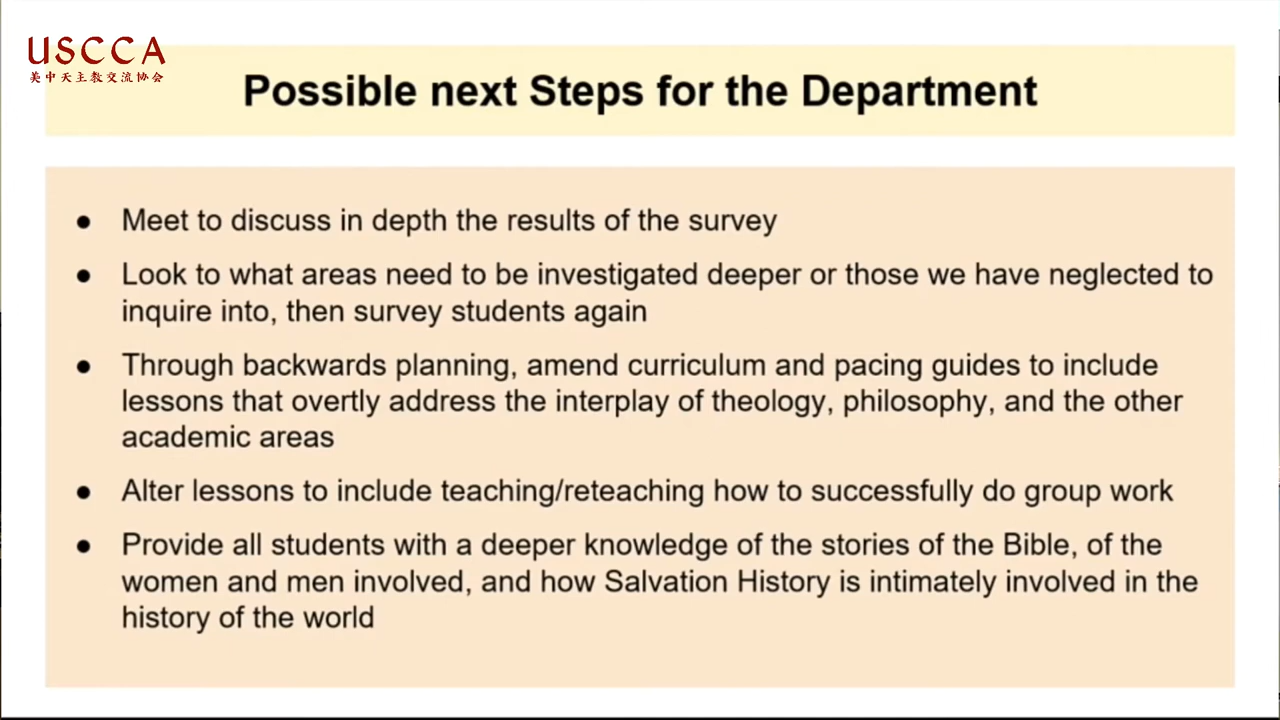 USCCA
美中天主教交流协会
Possible next Steps for the Department
● Meet to discuss in depth the results of the survey
● Look to what areas need to be investigated deeper or those we have neglected to
inquire into, then survey students again
● Through backwards planning, amend curriculum and pacing guides to include
lessons that overtly address the interplay of theology, philosophy, and the other
academic areas
● Alter lessons to include teaching/reteaching how to successfully do group work
● Provide all students with a deeper knowledge of the stories of the Bible, of the
women and men involved, and how Salvation History is intimately involved in the
history of the world